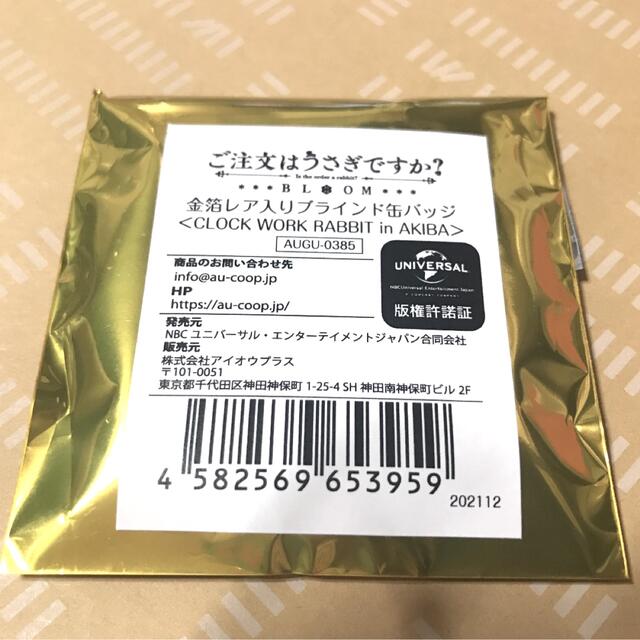 ご注文はうさぎですか?
Is the order a rabbit?
BLOOM
金箔レア入りブラインド缶バッジ
<CLOCK WORK RABBIT in AKIBA>
AUGU-0385
商品のお問い合わせ先
info@au-coop.jp
HP
https://au-coop.jp/
UNIVERSAL
NBCUniversal Entertainment Japan
A COMCAST COMPANY
版権許諾証
発売元
NBC ユニバーサル・エンターテイメントジャパン合同会社
販売元
株式会社アイオウプラス
〒101-0051
東京都千代田区神田神保町 1-25-4 SH 神田南神保町ビル 2F
4 582569 653959
202112